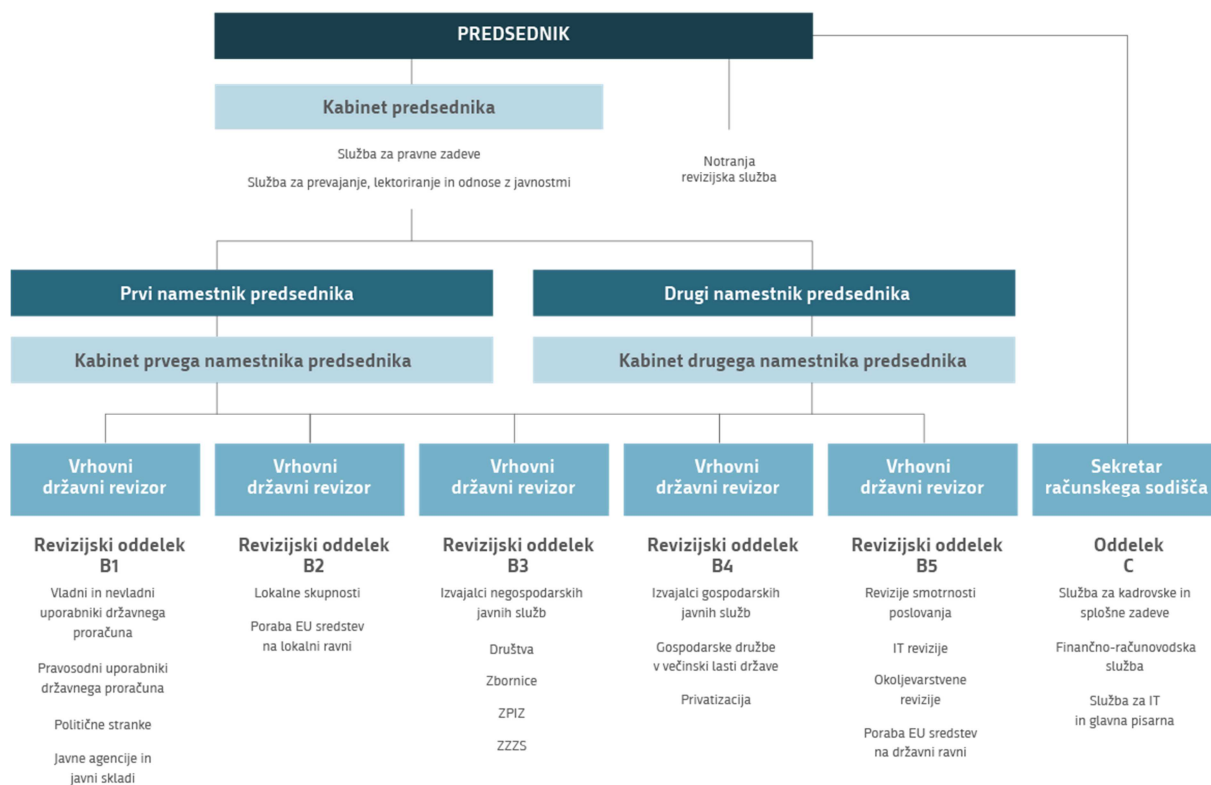 PREDSEDNIK
Kabinet predsednika
Služba za pravne zadeve
Služba za prevajanje, lektoriranje in odnose z javnostmi
Notranja
revizijska služba
Prvi namestnik predsednika
Drugi namestnik predsednika
Kabinet prvega namestnika predsednika
Kabinet drugega namestnika predsednika
Vrhovni
državni revizor
Revizijski oddelek
B1
Vladni in nevladni
uporabniki državnega
proračuna
Pravosodni uporabniki
državnega proračuna
Politične stranke
Javne agencije in
javni skladi
Vrhovni
državni revizor
Revizijski oddelek
B2
Lokalne skupnosti
Poraba EU sredstev
na lokalni ravni
Vrhovni
državni revizor
Revizijski oddelek
B3
Izvajalci negospodarskih
javnih služb
Društva
Zbornice
ZPIZ
ZZZS
Vrhovni
državni revizor
Revizijski oddelek
B4
Izvajalci gospodarskih
javnih služb
Gospodarske družbe
v večinski lasti države
Privatizacija
Vrhovni
državni revizor
Revizijski oddelek
B5
Revizije smotrnosti
poslovanja
IT revizije
Okoljevarstvene
revizije
Poraba EU sredstev
na državni ravni
Sekretar
računskega sodišča
Oddelek
C
Služba za kadrovske in
splošne zadeve
Finančno-računovodska
služba
Služba za IT
in glavna pisarna